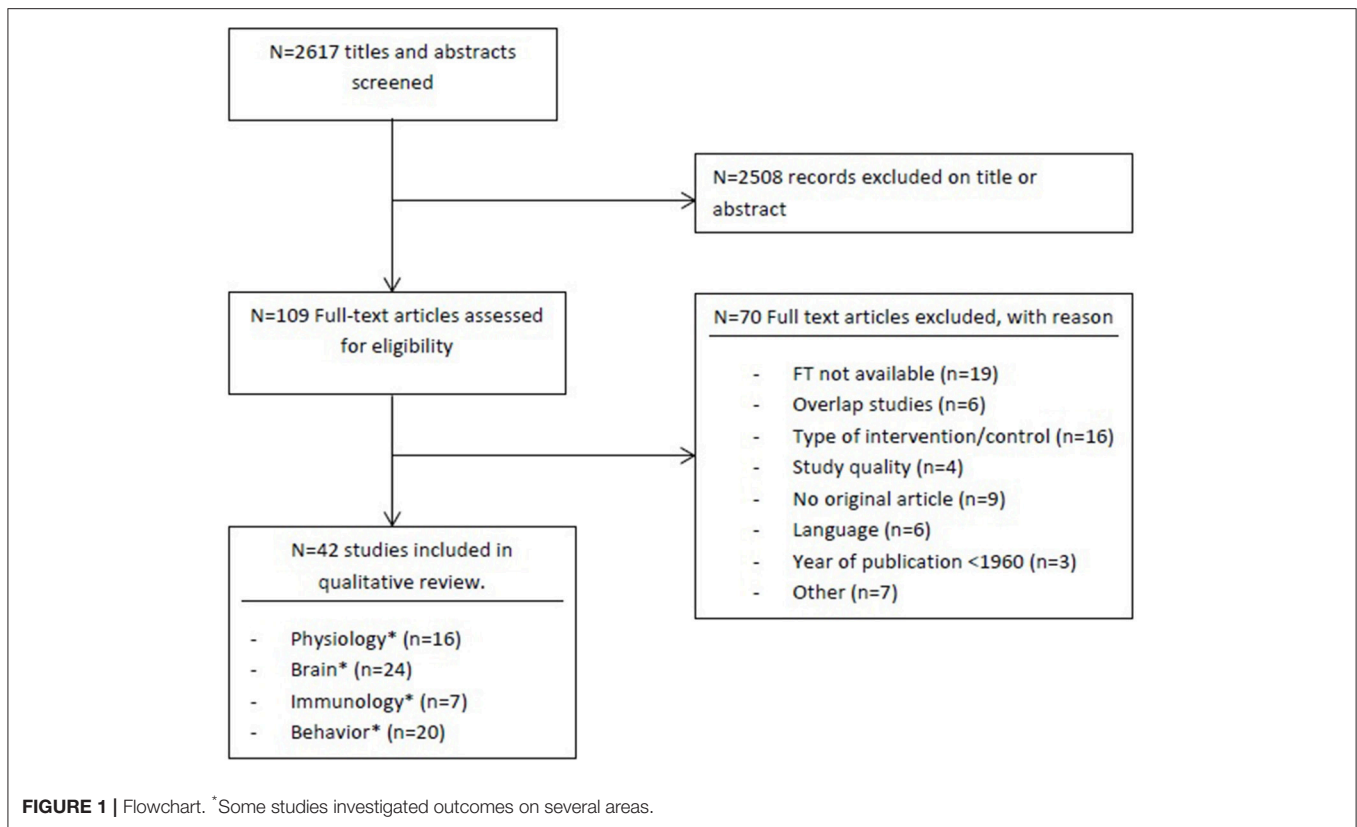 N=2617 titles and abstracts
screened
N=2508 records excluded on title or
abstract
N=109 Full-text articles assessed
for eligibility
N=70 Full text articles excluded, with reason
- FT not available (n=19)
- Overlap studies (n=6)
- Type of intervention/control (n=16)
- Study quality (n=4)
- No original article (n=9)
- Language (n=6)
- Year of publication <1960 (n=3)
- Other (n=7)
N=42 studies included in
qualitative review.
- Physiology* (n=16)
- Brain* (n=24)
- Immunology* (n=7)
- Behavior* (n=20)
FIGURE 1 | Flowchart. *Some studies investigated outcomes on several areas.